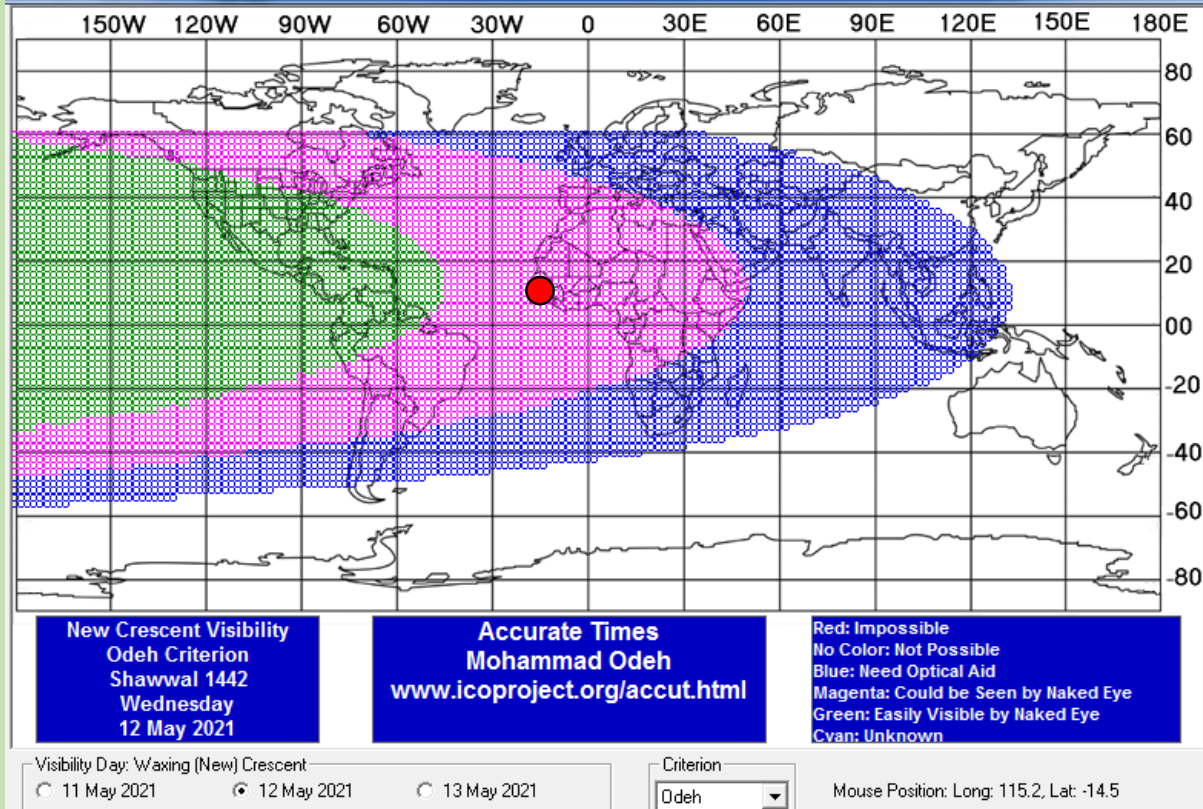 150W 120W 90W 60W 30W 0 30E 60E 90E 120E 150E 180E
80
60
40
20
00
-20
-40
-60
-80
New Crescent Visibility
Odeh Criterion
Shawwal 1442
Wednesday
12 May 2021
Accurate Times
Mohammad Odeh
www.icoproject.org/accut.html
Red: Impossible
No Color: Not Possible
Blue: Need Optical Aid
Magenta: Could be Seen by Naked Eye
Green: Easily Visible by Naked Eye
Cyan: Unknown
Visibility Day: Waxing (New) Crescent
11 May 2021 12 May 2021 13 May 2021
Criterion
Odeh
Mouse Position: Long: 115.2, Lat: -14.5